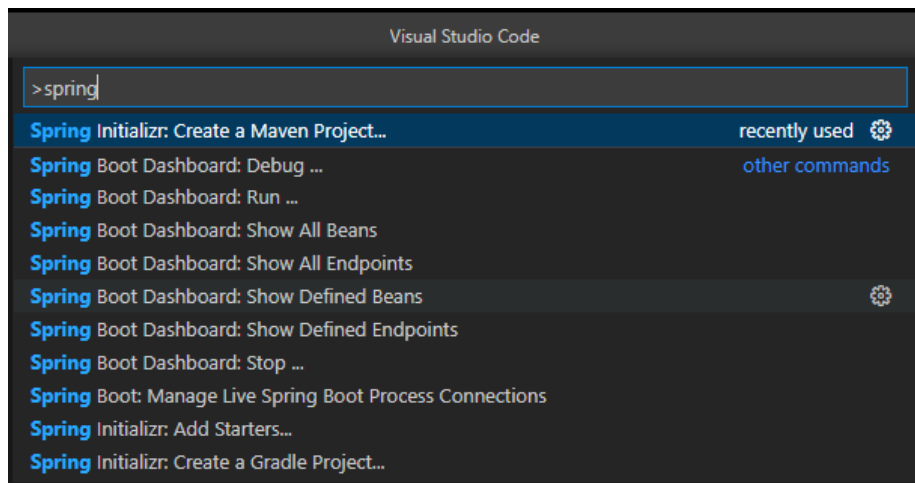 Visual Studio Code
>spring
Spring Initializr: Create a Maven Project... recently used
Spring Boot Dashboard: Debug ... other commands
Spring Boot Dashboard: Run ...
Spring Boot Dashboard: Show All Beans
Spring Boot Dashboard: Show All Endpoints
Spring Boot Dashboard: Show Defined Beans
Spring Boot Dashboard: Show Defined Endpoints
Spring Boot Dashboard: Stop ...
Spring Boot: Manage Live Spring Boot Process Connections
Spring Initializr: Add Starters...
Spring Initializr: Create a Gradle Project...